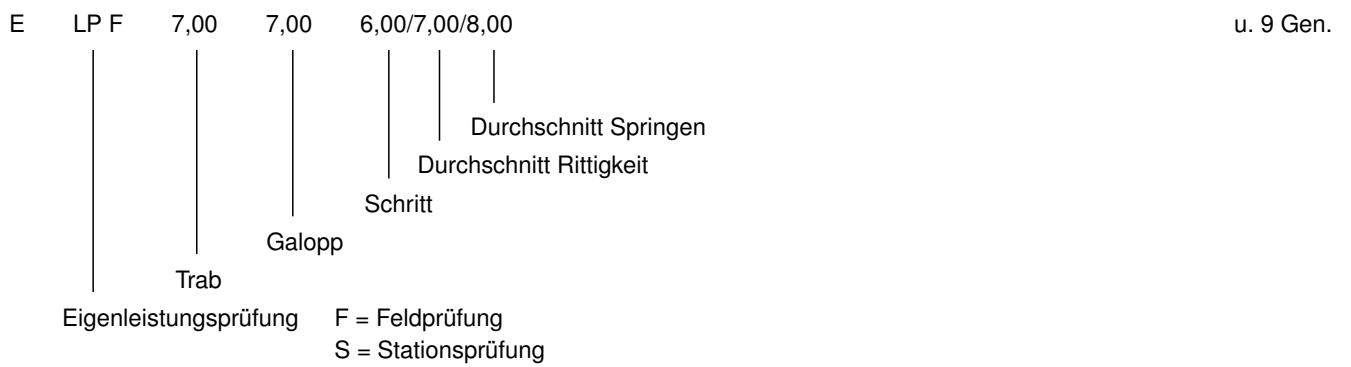 E LP F 7,00 7,00 6,00/7,00/8,00 u. 9 Gen.
Durchschnitt Springen
Durchschnitt Rittigkeit
Schritt
Galopp
Trab
Eigenleistungsprüfung F = Feldprüfung
S = Stationsprüfung